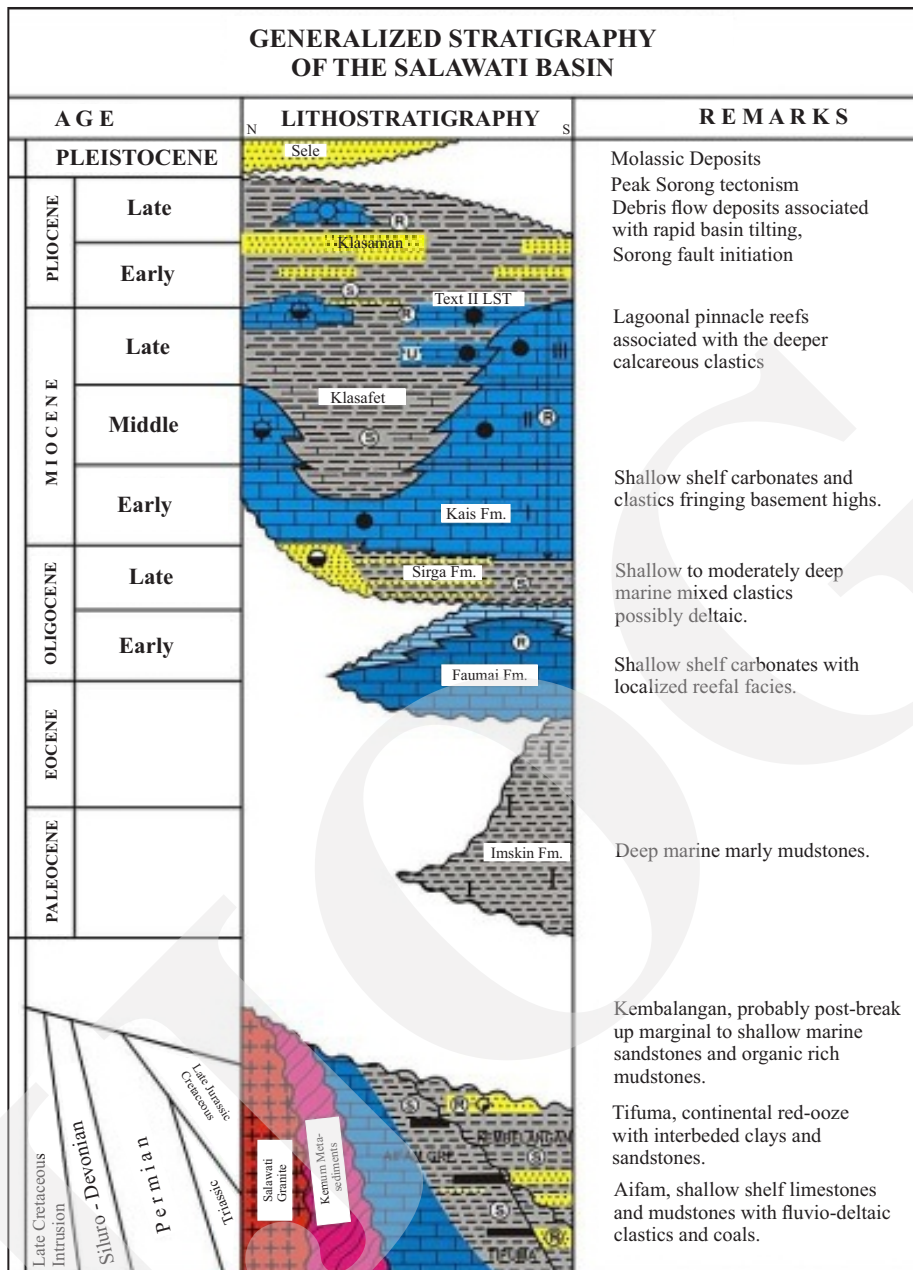 GENERALIZED STRATIGRAPHY
OF THE SALAWATI BASIN
A G E
N
LITHOSTRATIGRAPHY
S
R E M A R K S
PLEISTOCENE
Sele
Molassic Deposits
PLIOCENE
Late
R
Klasaman
Early
S
Peak Sorong tectonism
Debris flow deposits associated
with rapid basin tilting,
Sorong fault initiation
MIOCENE
Text II LST
R
Late
U
III
Klasafet
Middle
II
R
S
Early
Kais Fm.
I
Lagoonal pinnacle reefs
associated with the deeper
calcareous clastics
Shallow shelf carbonates and
clastics fringing basement highs.
OLIGOCENE
Late
Sirga Fm.
S
Early
R
Faumai Fm.
Shallow to moderately deep
marine mixed clastics
possibly deltaic.
Shallow shelf carbonates with
localized reefal facies.
EOCENE
PALEOCENE
Imskin Fm.
Deep marine marly mudstones.
Late Cretaceous
Intrusion
Siluro - Devonian
Permian
Triassic
Late Jurassic
Cretaceous
Salawati
Granite
Kemum Meta-
sediments
S
R
KEMBELANGAN
S
S
R
TIFUMA
Kembalangan, probably post-break
up marginal to shallow marine
sandstones and organic rich
mudstones.
Tifuma, continental red-ooze
with interbeded clays and
sandstones.
Aifam, shallow shelf limestones
and mudstones with fluvio-deltaic
clastics and coals.